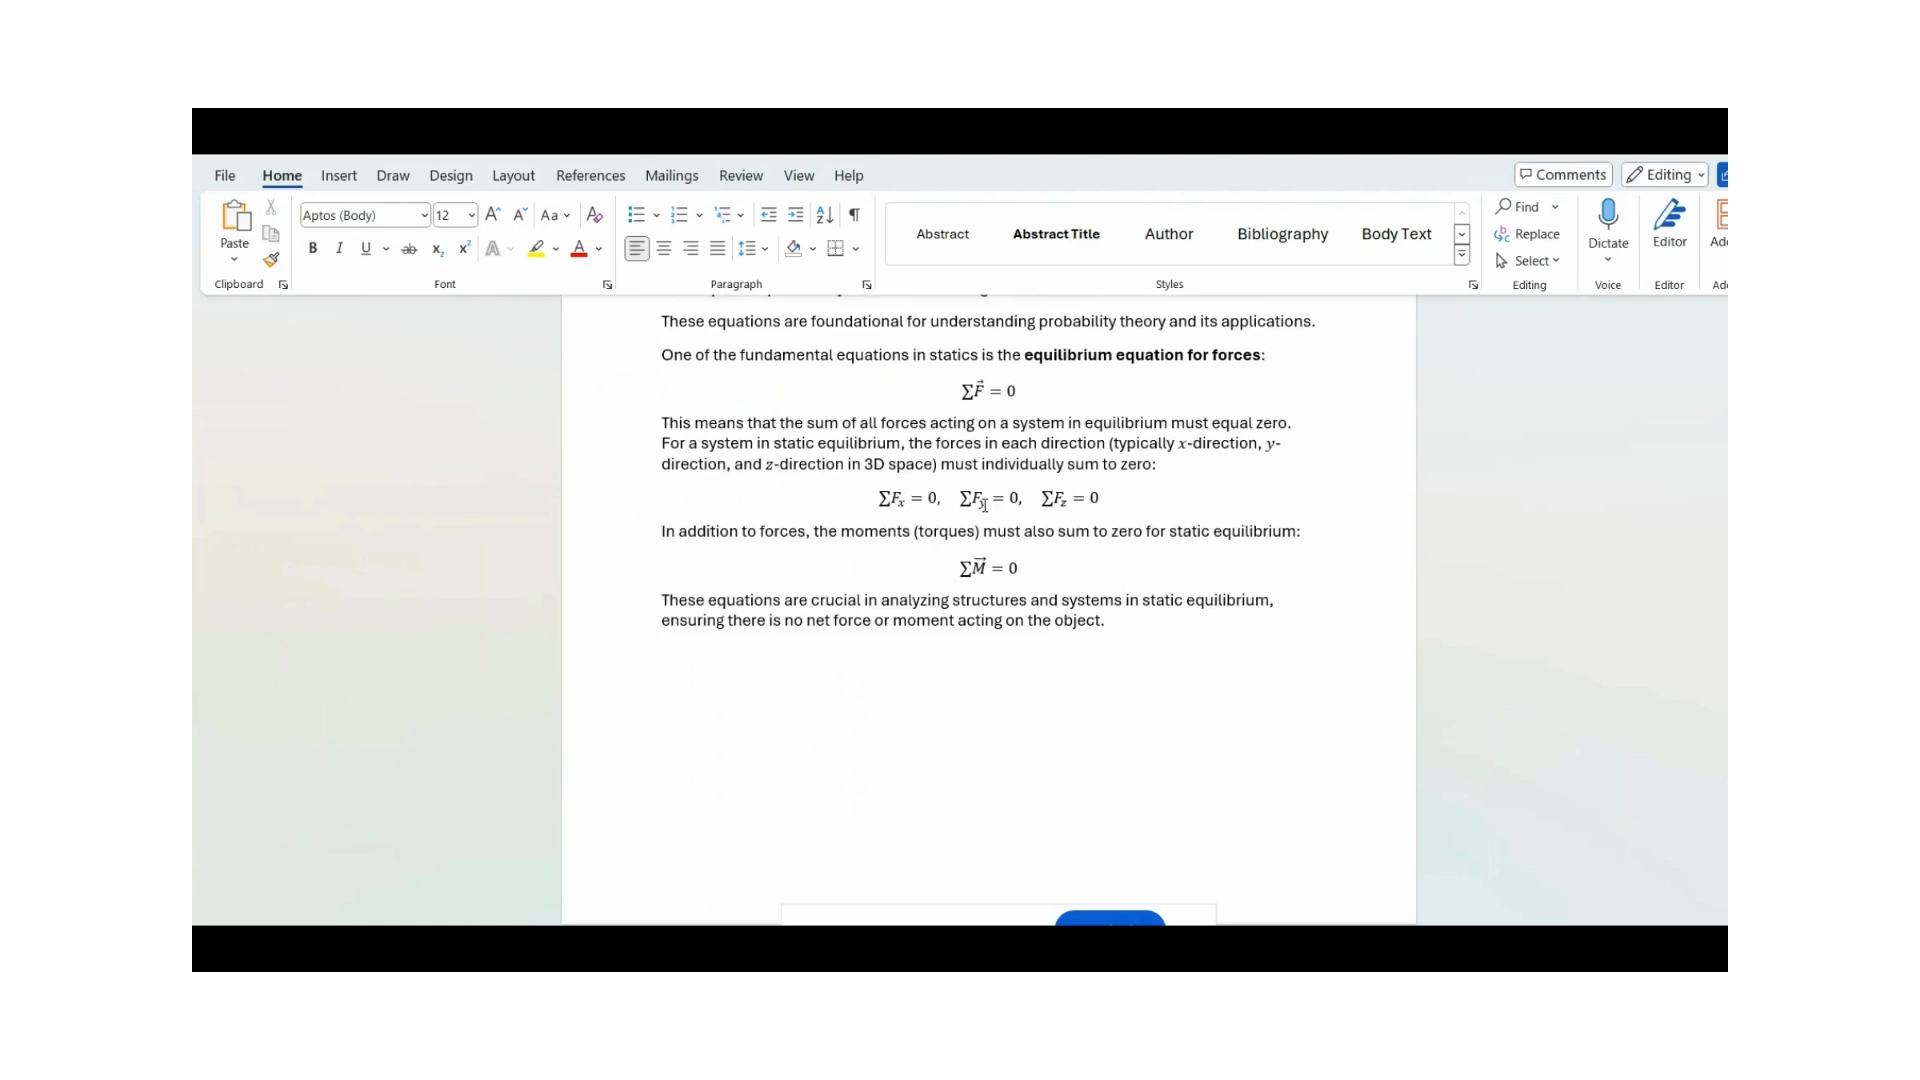 File Home Insert Draw Design Layout References Mailings Review View Help Comments Editing
Paste
Clipboard
Aptos (Body) 12
Aa
B I U ab x₂ x² A A
Font
A Z
Paragraph
Abstract Abstract Title Author Bibliography Body Text
Styles
Find
Replace
Select
Editing
Dictate
Voice
Editor
Editor
These equations are foundational for understanding probability theory and its applications.
One of the fundamental equations in statics is the equilibrium equation for forces:
∑F⃗ = 0
This means that the sum of all forces acting on a system in equilibrium must equal zero.
For a system in static equilibrium, the forces in each direction (typically x-direction, y-
direction, and z-direction in 3D space) must individually sum to zero:
∑Fₓ = 0, ∑F_y = 0, ∑F_z = 0
In addition to forces, the moments (torques) must also sum to zero for static equilibrium:
∑M⃗ = 0
These equations are crucial in analyzing structures and systems in static equilibrium,
ensuring there is no net force or moment acting on the object.